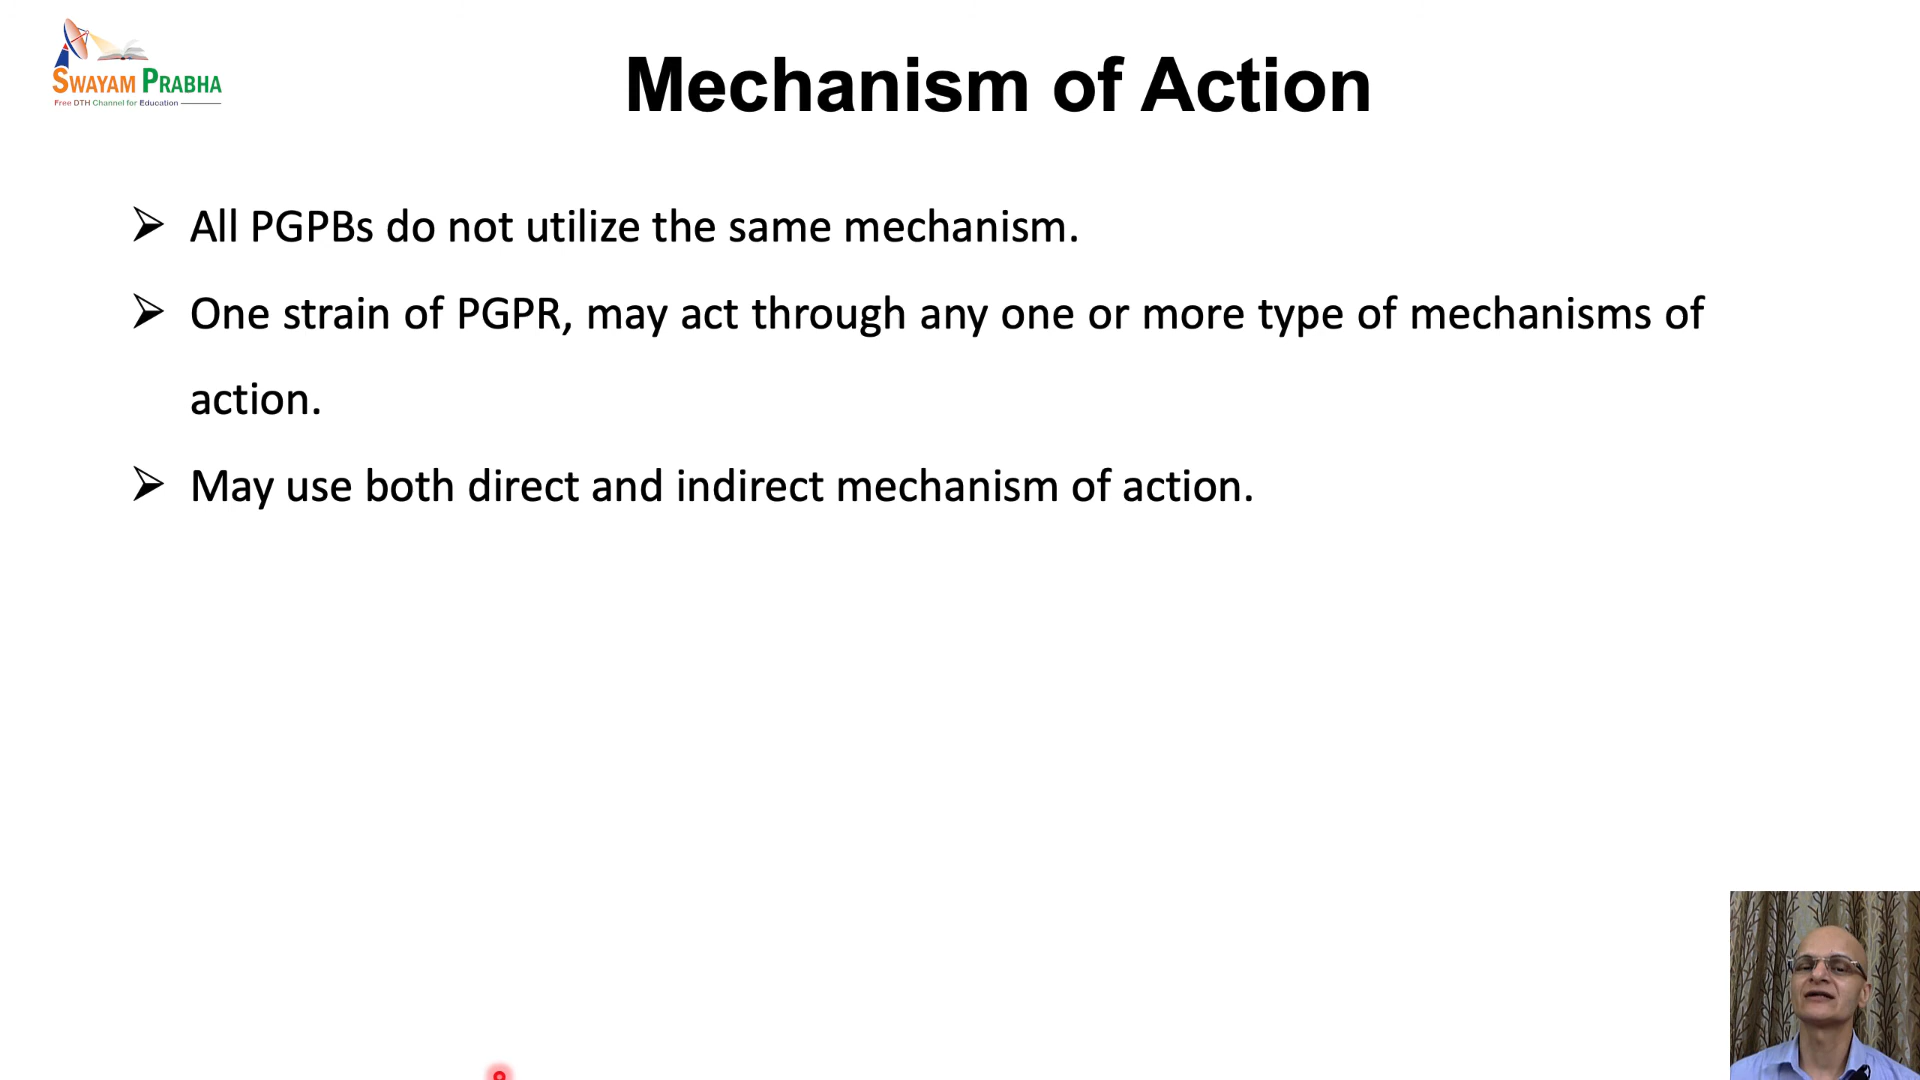 SWAYAM PRABHA
Free DTH Channel for Education
Mechanism of Action
All PGPBs do not utilize the same mechanism.
One strain of PGPR, may act through any one or more type of mechanisms of
action.
May use both direct and indirect mechanism of action.